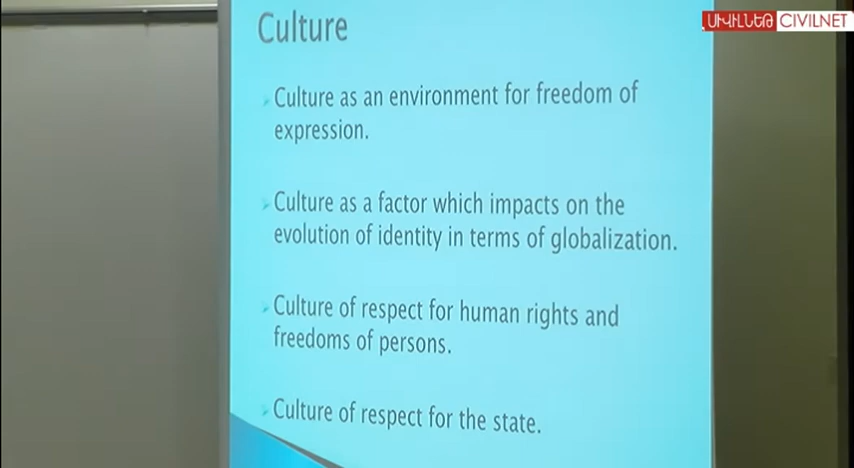 Culture
ՍԻՎԻԼՆԵԹ CIVILNET
Culture as an environment for freedom of
expression.
Culture as a factor which impacts on the
evolution of identity in terms of globalization.
Culture of respect for human rights and
freedoms of persons.
Culture of respect for the state.